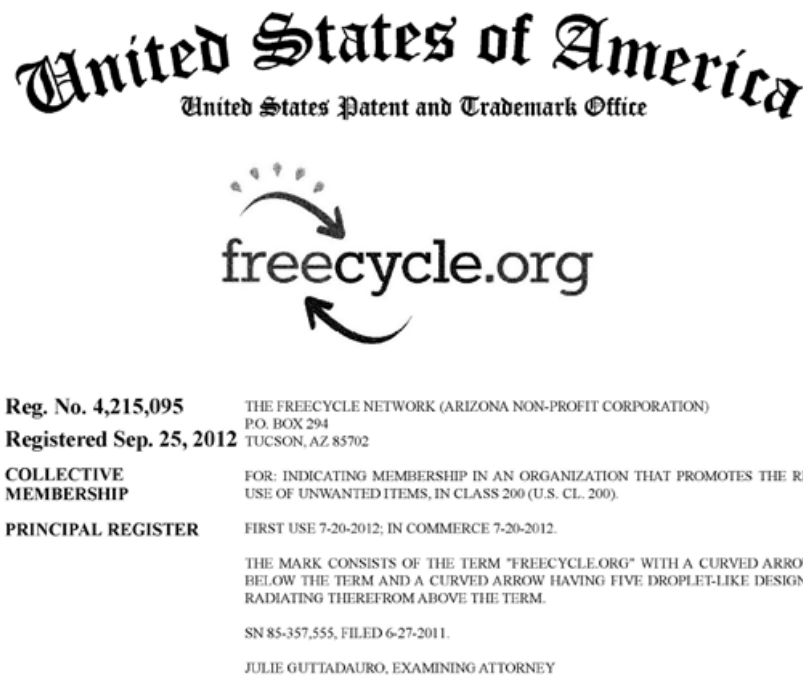 United States of America
United States Patent and Trademark Office
freecycle.org
Reg. No. 4,215,095
Registered Sep. 25, 2012
COLLECTIVE
MEMBERSHIP
PRINCIPAL REGISTER
THE FREECYCLE NETWORK (ARIZONA NON-PROFIT CORPORATION)
P.O. BOX 294
TUCSON, AZ 85702
FOR: INDICATING MEMBERSHIP IN AN ORGANIZATION THAT PROMOTES THE
USE OF UNWANTED ITEMS, IN CLASS 200 (U.S. CL. 200).
FIRST USE 7-20-2012; IN COMMERCE 7-20-2012.
THE MARK CONSISTS OF THE TERM "FREECYCLE.ORG" WITH A CURVED ARRO
BELOW THE TERM AND A CURVED ARROW HAVING FIVE DROPLET-LIKE DESIGN
RADIATING THEREFROM ABOVE THE TERM.
SN 85-357,555, FILED 6-27-2011.
JULIE GUTTADAURO, EXAMINING ATTORNEY